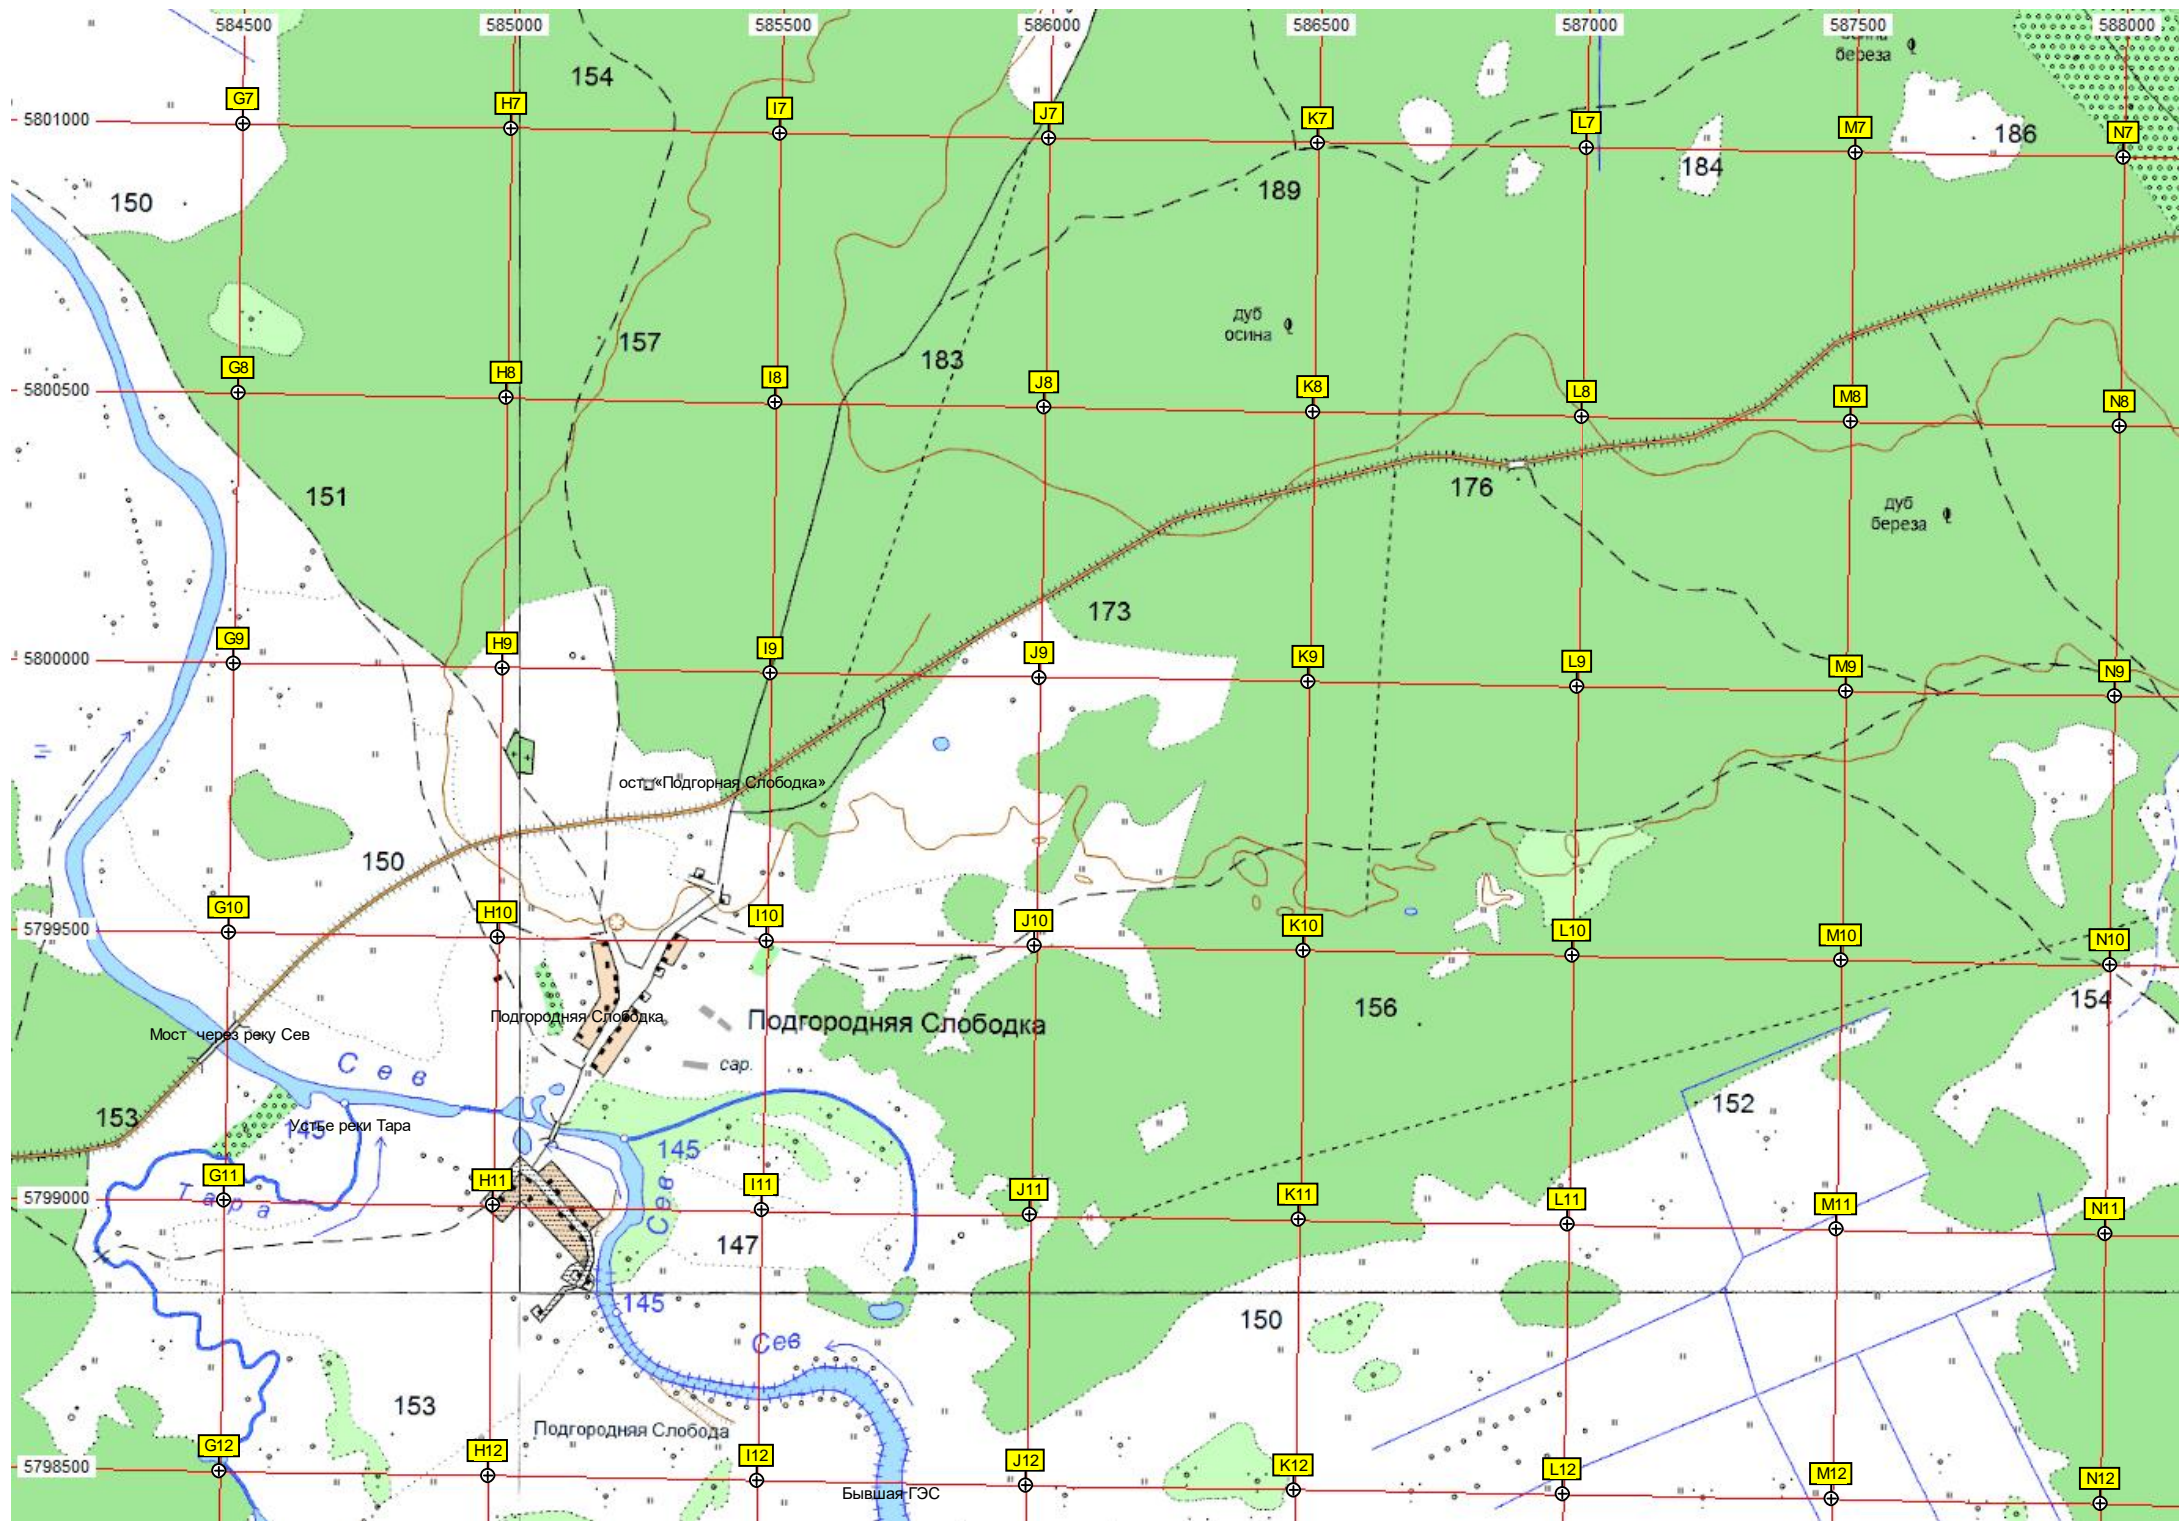 584500 585000 585500 586000 586500 587000 587500 588000
береза
154
G7 H7 I7 J7 K7 L7 M7 N7
5801000
186
184
189
150
дуб
осина
157
183
G8 H8 I8 J8 K8 L8 M8 N8
5800500
176
151
дуб
береза
173
G9 H9 I9 J9 K9 L9 M9 N9
5800000
ост. «Подгорная Слободка»
150
G10 H10 I10 J10 K10 L10 M10 N10
5799500
154
156
Подгородняя Слободка
Подгородняя Слободка
Мост через реку Сев
Сев
сар.
152
153
145
Устье реки Тара
145
G11 H11 I11 J11 K11 L11 M11 N11
5799000
Тара
Сев
147
145
150
Сев
153
Подгородняя Слобода
G12 H12 I12 J12 K12 L12 M12 N12
5798500
Бывшая ГЭС